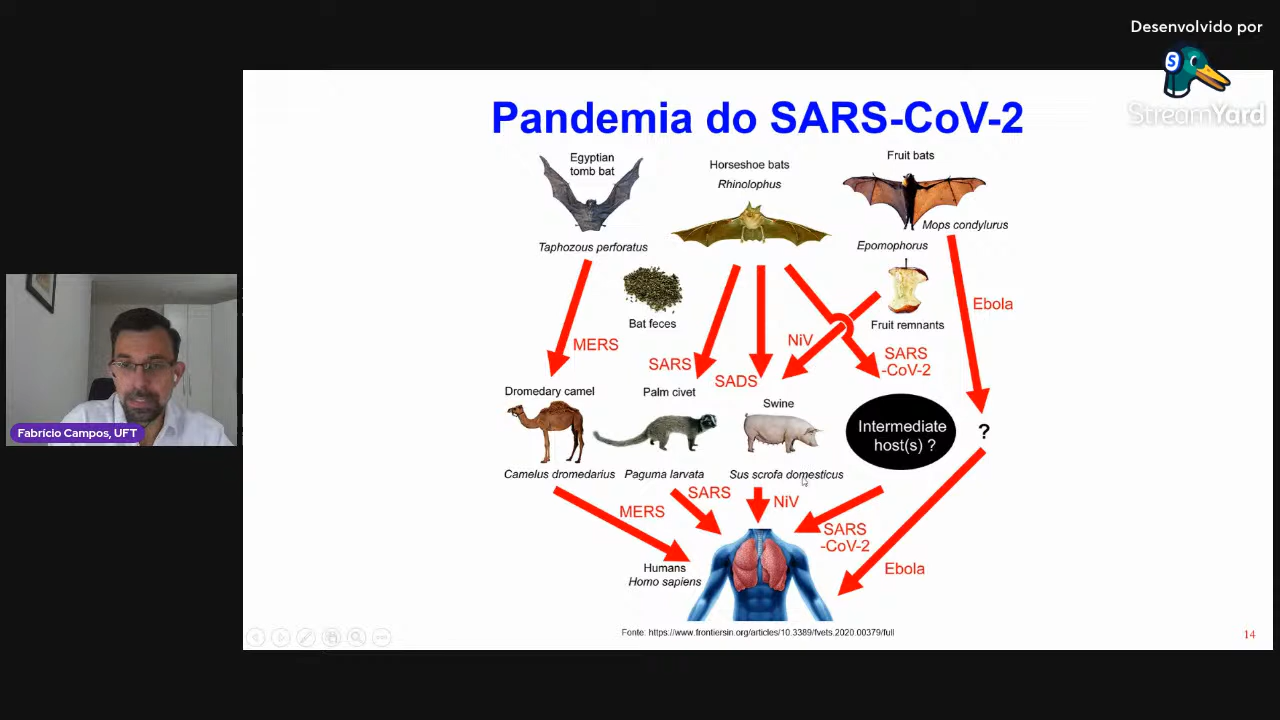 Desenvolvido por
S
StreamYard
Pandemia do SARS-CoV-2
Egyptian
tomb bat
Horseshoe bats
Rhinolophus
Fruit bats
Mops condylurus
Taphozous perforatus
Epomophorus
Bat feces
Fruit remnants
Ebola
MERS
SARS
SADS
NiV
SARS
-CoV-2
Dromedary camel
Palm civet
Swine
Intermediate
host(s) ?
?
Camelus dromedarius
Paguma larvata
Sus scrofa domesticus
MERS
SARS
NiV
SARS
-CoV-2
Ebola
Humans
Homo sapiens
Fonte: https://www.frontiersin.org/articles/10.3389/fvets.2020.00379/full
14
Fabrício Campos, UFT